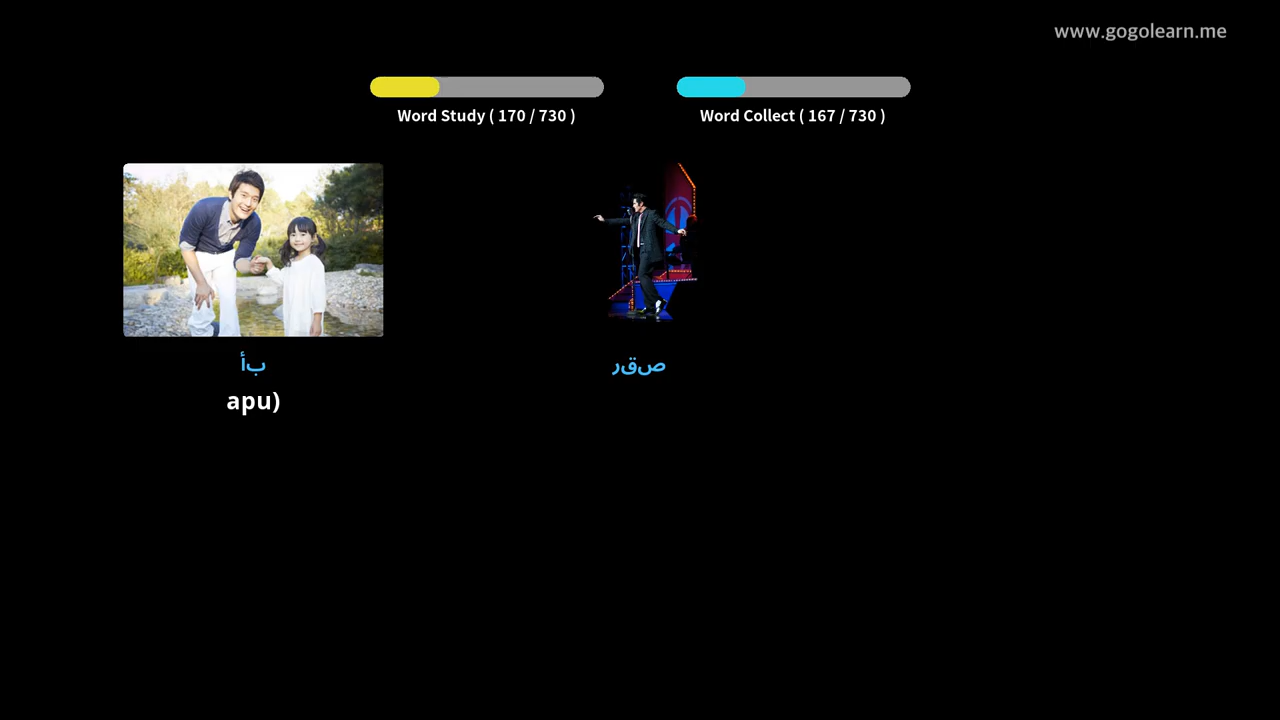 www.gogolearn.me
Word Study ( 170 / 730 )
Word Collect ( 167 / 730 )
بأ
apu)
صقر